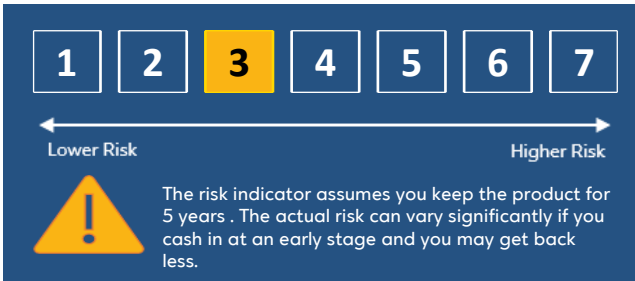 1 2 3 4 5 6 7
Lower Risk Higher Risk
The risk indicator assumes you keep the product for
5 years . The actual risk can vary significantly if you
cash in at an early stage and you may get back
less.